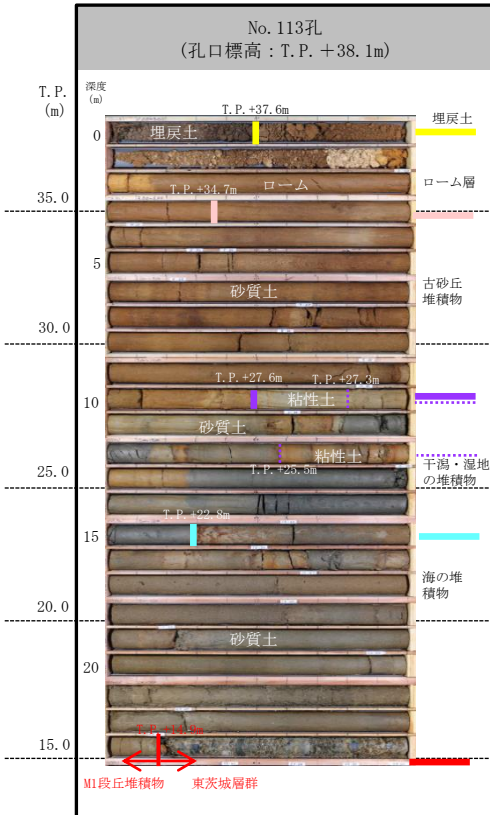 No.113孔
(孔口標高：T.P.＋38.1m)
T.P.
(m)
深度
(m)
T.P.+37.6m
埋戻土
0
埋戻土
ローム
ローム層
35.0
T.P.+34.7m
5
砂質土
古砂丘
堆積物
30.0
T.P.+27.6m
T.P.+27.3m
10
粘性土
砂質土
粘性土
干潟・湿地
の堆積物
25.0
T.P.+25.5m
T.P.+22.8m
15
海の堆
積物
20.0
砂質土
20
15.0
M1段丘堆積物
東茨城層群